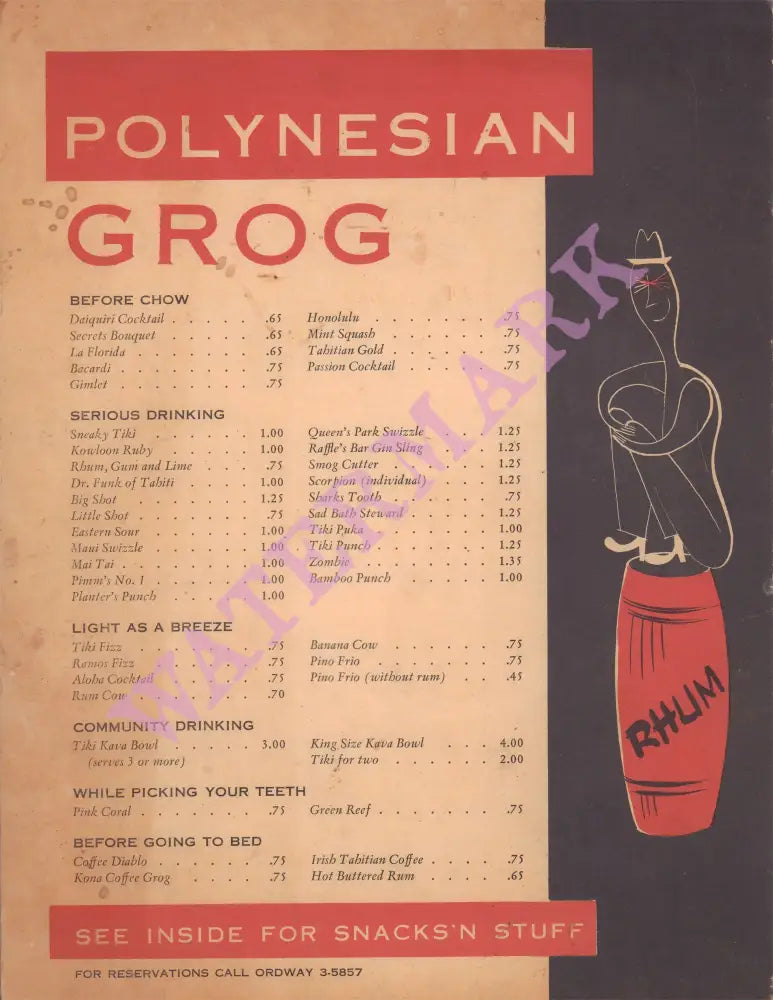 POLYNESIAN
GROG
BEFORE CHOW
Daiquiri Cocktail . . . . . .65
Secrets Bouquet . . . . . .65
La Florida . . . . . . .65
Bacardi . . . . . . . .75
Gimlet . . . . . . . .75
Honolulu . . . . . . . .75
Mint Squash . . . . . . .75
Tahitian Gold . . . . . . .75
Passion Cocktail . . . . . .75
SERIOUS DRINKING
Sneaky Tiki . . . . . . 1.00
Kowloon Ruby . . . . . 1.00
Rhum, Gum and Lime . . . .75
Dr. Funk of Tahiti . . . . 1.00
Big Shot . . . . . . . 1.25
Little Shot . . . . . . . .75
Eastern Sour . . . . . . 1.00
Maui Swizzle . . . . . . 1.00
Mai Tai . . . . . . . 1.00
Pimm's No. 1 . . . . . . 1.00
Planter's Punch . . . . . 1.00
Queen's Park Swizzle . . . 1.25
Raffle's Bar Gin Sling . . . 1.25
Smog Cutter . . . . . . 1.25
Scorpion (individual) . . . 1.25
Sharks Tooth . . . . . . .75
Sad Bath Steward . . . . . 1.25
Tiki Puka . . . . . . . 1.00
Tiki Punch . . . . . . . 1.25
Zombie . . . . . . . . 1.35
Bamboo Punch . . . . . 1.00
LIGHT AS A BREEZE
Tiki Fizz . . . . . . . .75
Ramos Fizz . . . . . . .75
Aloha Cocktail . . . . . .75
Rum Cow . . . . . . . .70
Banana Cow . . . . . . .75
Pino Frio . . . . . . . .75
Pino Frio (without rum) . . .45
COMMUNITY DRINKING
Tiki Kava Bowl . . . . . 3.00
(serves 3 or more)
King Size Kava Bowl . . . 4.00
Tiki for two . . . . . . 2.00
WHILE PICKING YOUR TEETH
Pink Coral . . . . . . . .75
Green Reef . . . . . . . .75
BEFORE GOING TO BED
Coffee Diablo . . . . . . .75
Kona Coffee Grog . . . . .75
Irish Tahitian Coffee . . . . .75
Hot Buttered Rum . . . . .65
SEE INSIDE FOR SNACKS'N STUFF
FOR RESERVATIONS CALL ORDWAY 3-5857
RHUM
WATERMARK